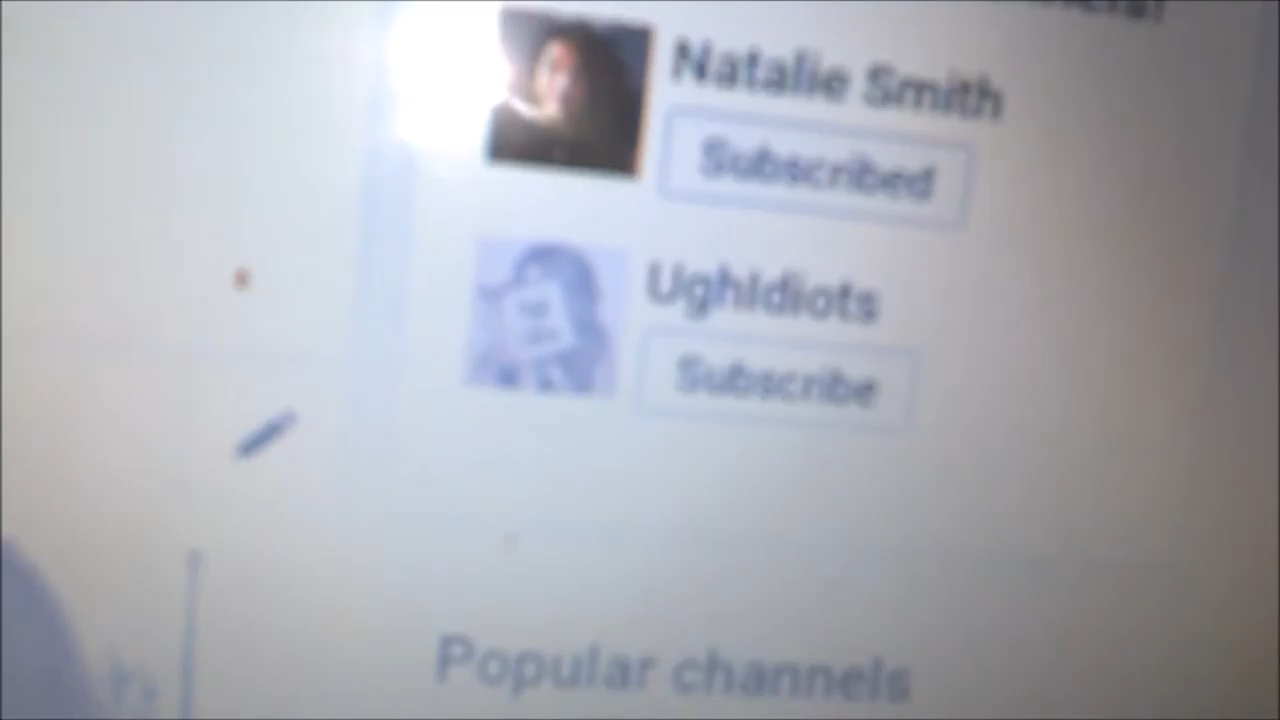 Natalie Smith
Subscribed
UghIdiots
Subscribe
Popular channels